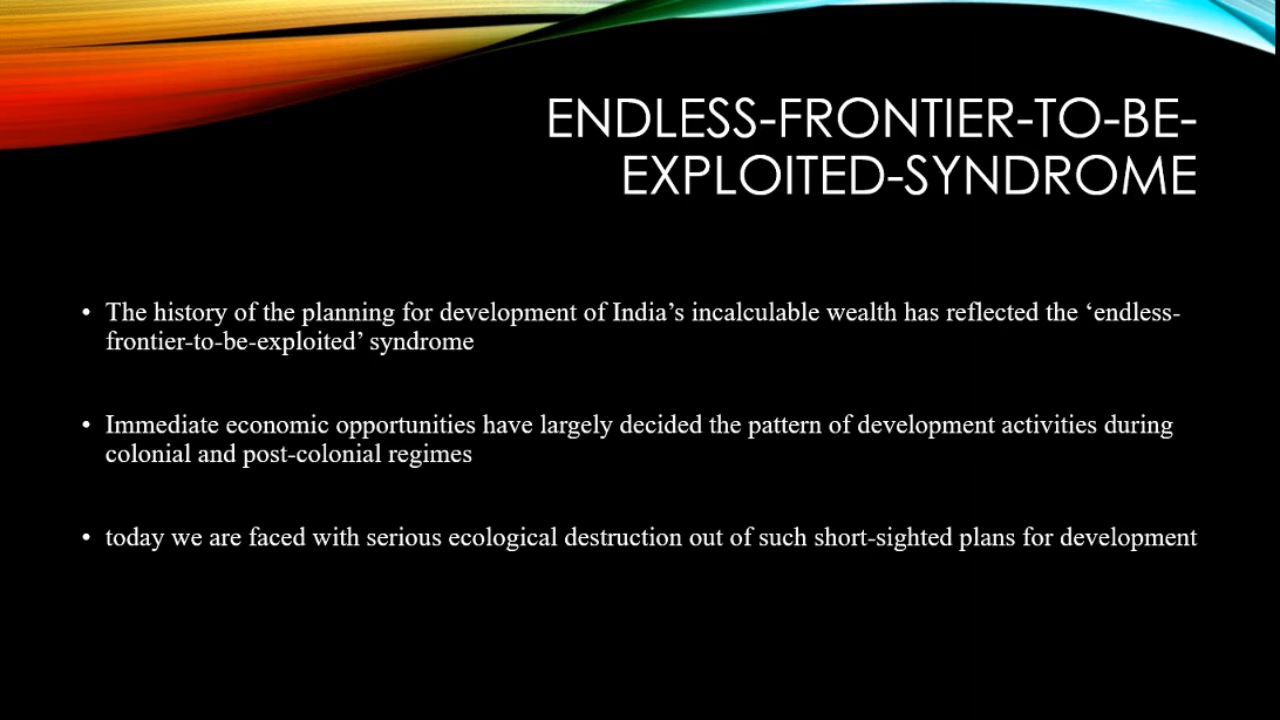 ENDLESS-FRONTIER-TO-BE-
EXPLOITED-SYNDROME
• The history of the planning for development of India’s incalculable wealth has reflected the ‘endless-
frontier-to-be-exploited’ syndrome
• Immediate economic opportunities have largely decided the pattern of development activities during
colonial and post-colonial regimes
• today we are faced with serious ecological destruction out of such short-sighted plans for development